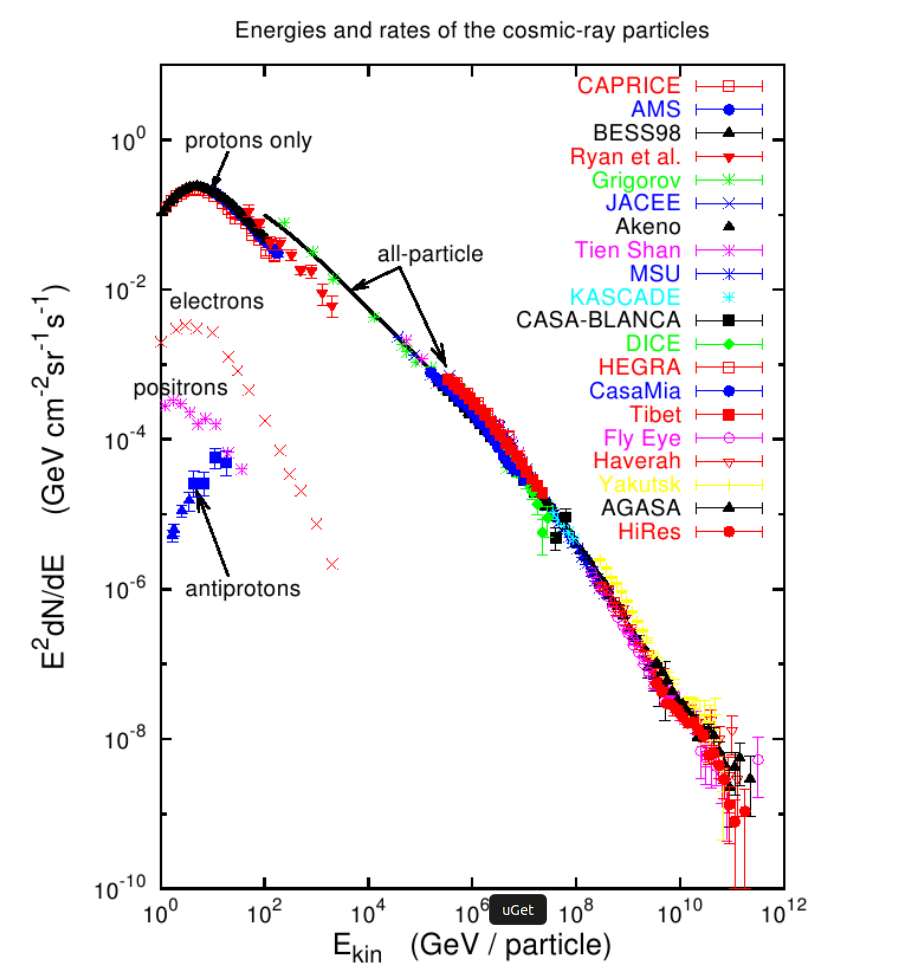 Energies and rates of the cosmic-ray particles
protons only
all-particle
electrons
positrons
antiprotons
CAPRICE
AMS
BESS98
Ryan et al.
Grigorov
JACEE
Akeno
Tien Shan
MSU
KASCADE
CASA-BLANCA
DICE
HEGRA
CasaMia
Tibet
Fly Eye
Haverah
Yakutsk
AGASA
HiRes
E²dN/dE (GeV cm⁻²sr⁻¹s⁻¹)
10⁰
10⁻²
10⁻⁴
10⁻⁶
10⁻⁸
10⁻¹⁰
10⁰ 10² 10⁴ 10⁶ 10⁸ 10¹⁰ 10¹²
uGet
Eₖᵢₙ (GeV / particle)